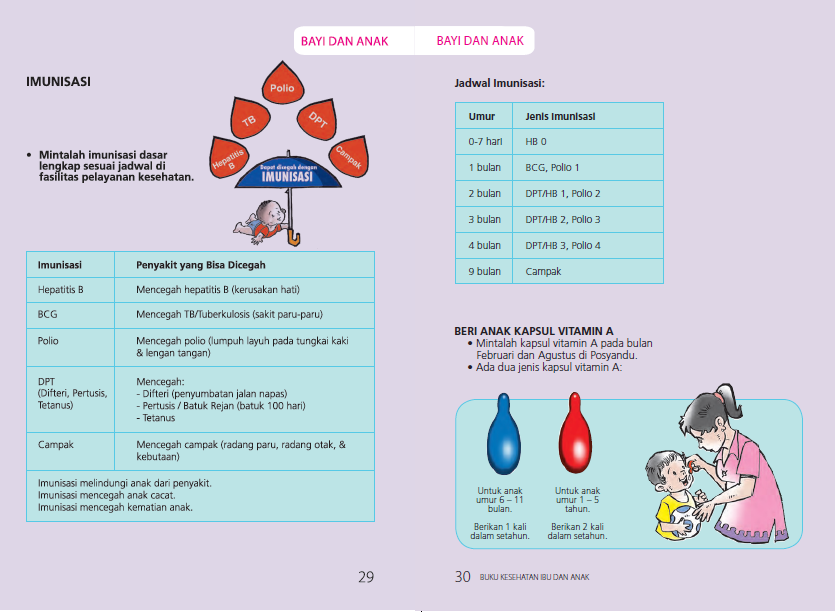 BAYI DAN ANAK
IMUNISASI
• Mintalah imunisasi dasar
lengkap sesuai jadwal di
fasilitas pelayanan kesehatan.
Polio
TB
DPT
Hepatitis
B
Campak
Dapat dicegah dengan
IMUNISASI
Imunisasi Penyakit yang Bisa Dicegah
Hepatitis B Mencegah hepatitis B (kerusakan hati)
BCG Mencegah TB/Tuberkulosis (sakit paru-paru)
Polio Mencegah polio (lumpuh layuh pada tungkai kaki
& lengan tangan)
DPT Mencegah:
(Difteri, Pertusis, - Difteri (penyumbatan jalan napas)
Tetanus) - Pertusis / Batuk Rejan (batuk 100 hari)
- Tetanus
Campak Mencegah campak (radang paru, radang otak, &
kebutaan)
Imunisasi melindungi anak dari penyakit.
Imunisasi mencegah anak cacat.
Imunisasi mencegah kematian anak.
29
BAYI DAN ANAK
Jadwal Imunisasi:
Umur Jenis Imunisasi
0-7 hari HB 0
1 bulan BCG, Polio 1
2 bulan DPT/HB 1, Polio 2
3 bulan DPT/HB 2, Polio 3
4 bulan DPT/HB 3, Polio 4
9 bulan Campak
BERI ANAK KAPSUL VITAMIN A
• Mintalah kapsul vitamin A pada bulan
Februari dan Agustus di Posyandu.
• Ada dua jenis kapsul vitamin A:
Untuk anak
umur 6 – 11
bulan.
Berikan 1 kali
dalam setahun.
Untuk anak
umur 1 – 5
tahun.
Berikan 2 kali
dalam setahun.
30 BUKU KESEHATAN IBU DAN ANAK